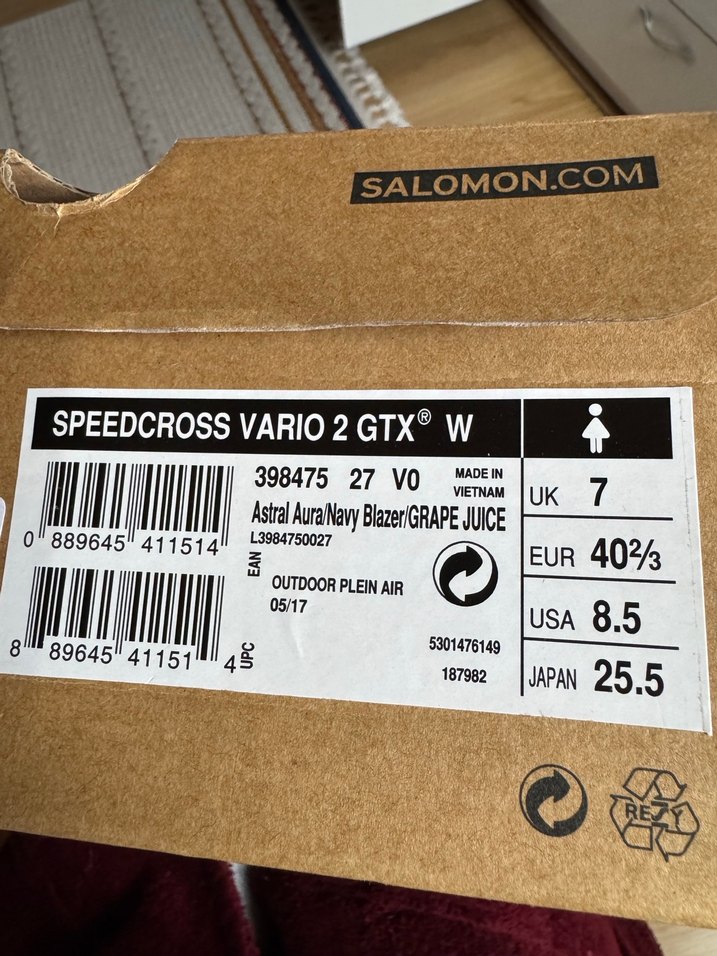 SALOMON.COM
SPEEDCROSS VARIO 2 GTX® W
0 889645 411514
398475 27 V0
MADE IN
VIETNAM
Astral Aura/Navy Blazer/GRAPE JUICE
L3984750027
EAN
OUTDOOR PLEIN AIR
05/17
8 89645 41151 4
UPC
5301476149
187982
UK 7
EUR 40⅔
USA 8.5
JAPAN 25.5
RESY